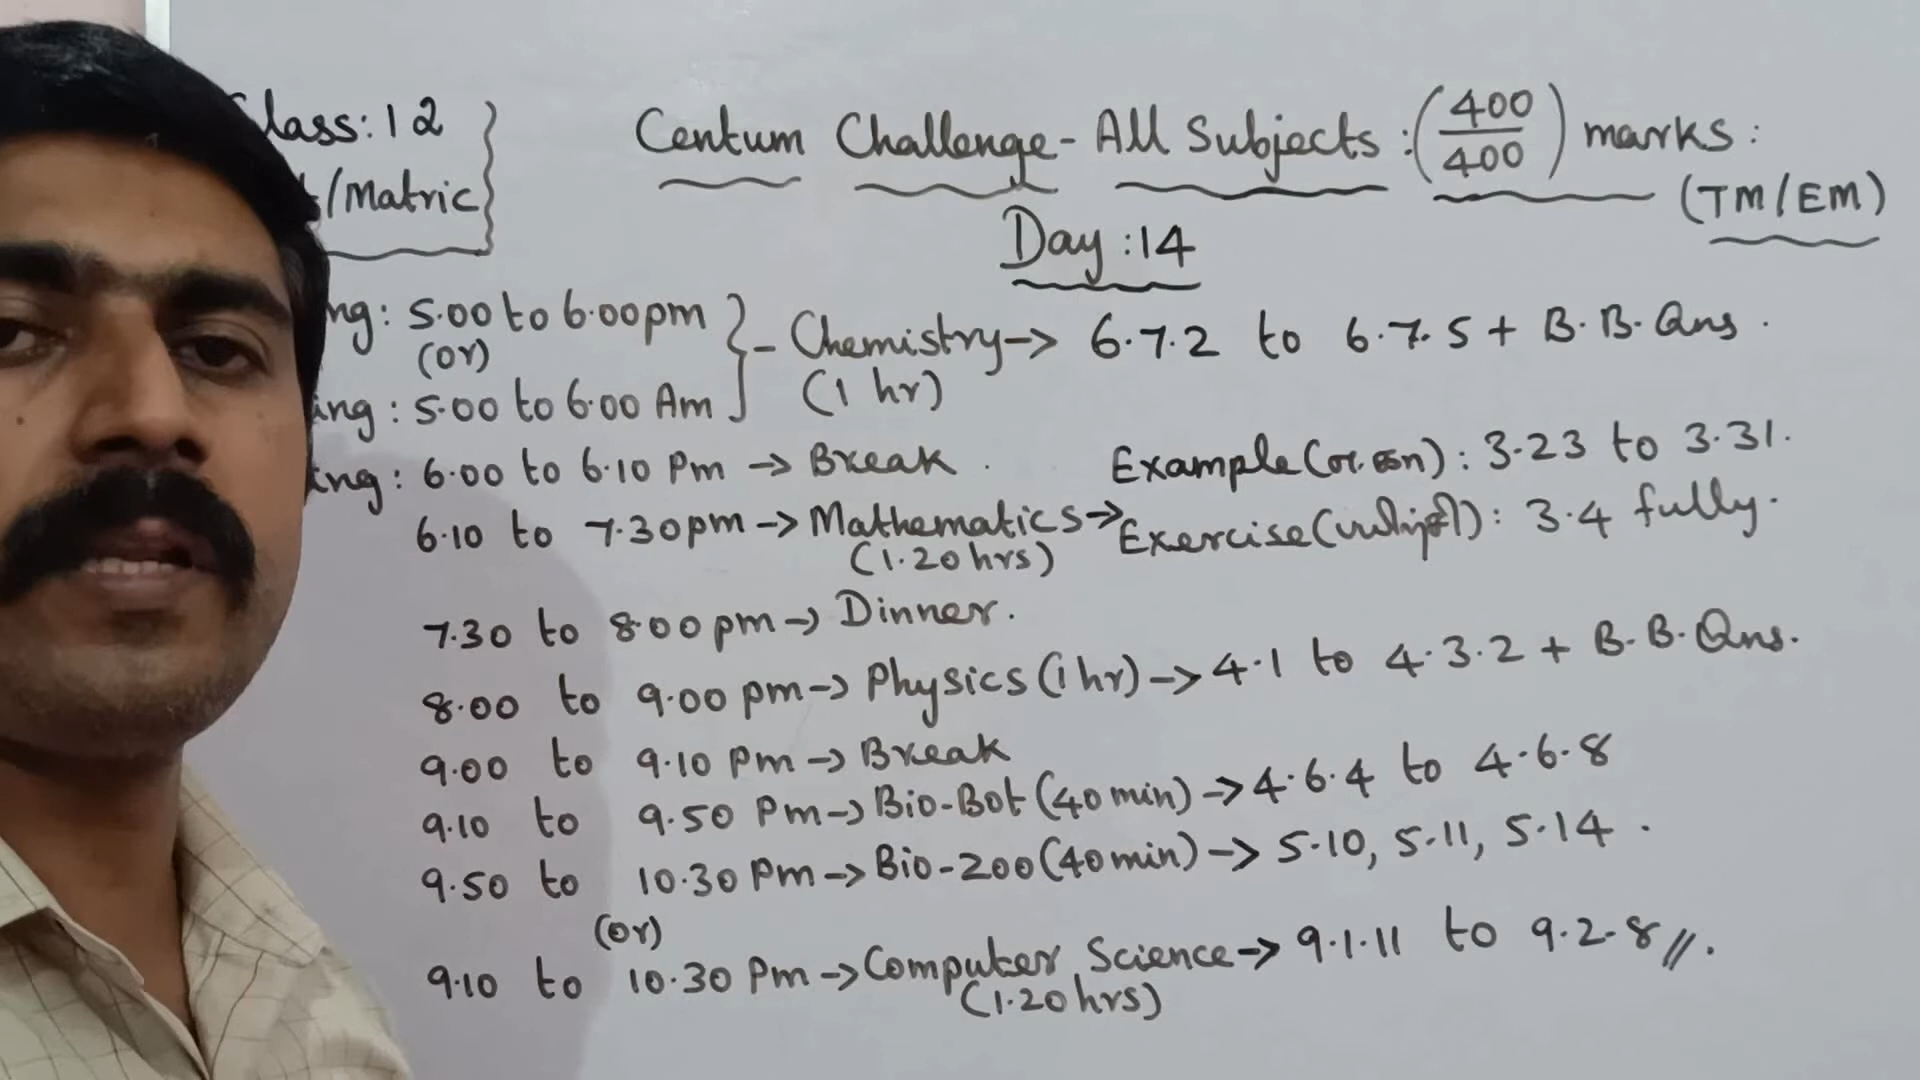 Class: 12
/Matric
Centum Challenge - All Subjects : (400/400) marks :
(TM/EM)
Day : 14
ng : 5.00 to 6.00pm
(or)
ing : 5.00 to 6.00 Am
- Chemistry -> 6.7.2 to 6.7.5 + B.B.Qns.
(1 hr)
ing : 6.00 to 6.10 Pm -> Break.
6.10 to 7.30pm -> Mathematics ->
(1.20 hrs)
Example : 3.23 to 3.31.
Exercise : 3.4 fully.
7.30 to 8.00 pm -> Dinner.
8.00 to 9.00 pm -> Physics (1 hr) -> 4.1 to 4.3.2 + B.B.Qns.
9.00 to 9.10 Pm -> Break
9.10 to 9.50 Pm -> Bio-Bot (40 min) -> 4.6.4 to 4.6.8
9.50 to 10.30 Pm -> Bio-Zoo (40 min) -> 5.10, 5.11, 5.14.
(or)
9.10 to 10.30 Pm -> Computer Science -> 9.1.11 to 9.2.8 //.
(1.20 hrs)